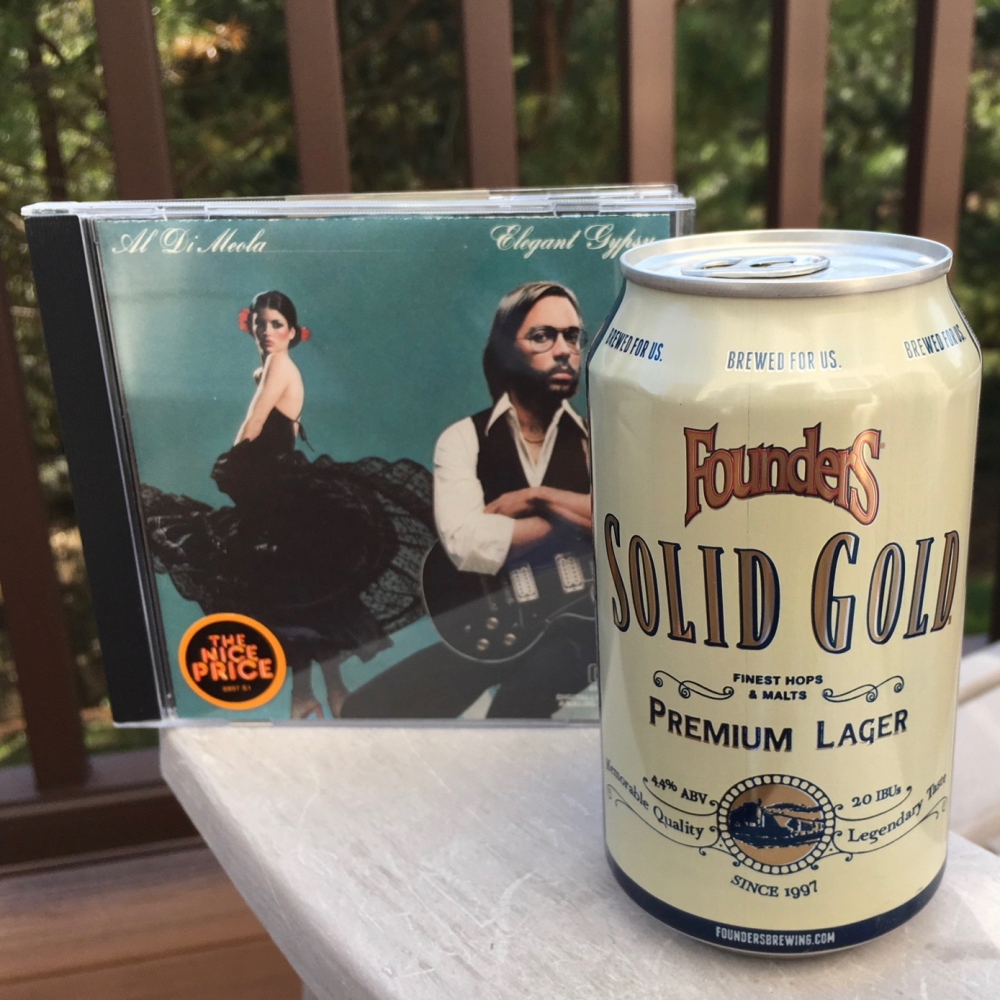 Al Di Meola
Elegant Gypsy
THE
NICE
PRICE
BREWED FOR US.
BREWED FOR US.
BREWED FOR US.
Founders
SOLID GOLD
FINEST HOPS
& MALTS
PREMIUM LAGER
4.4% ABV
20 IBUs
Memorable Quality
Legendary Taste
SINCE 1997
FOUNDERSBREWING.COM